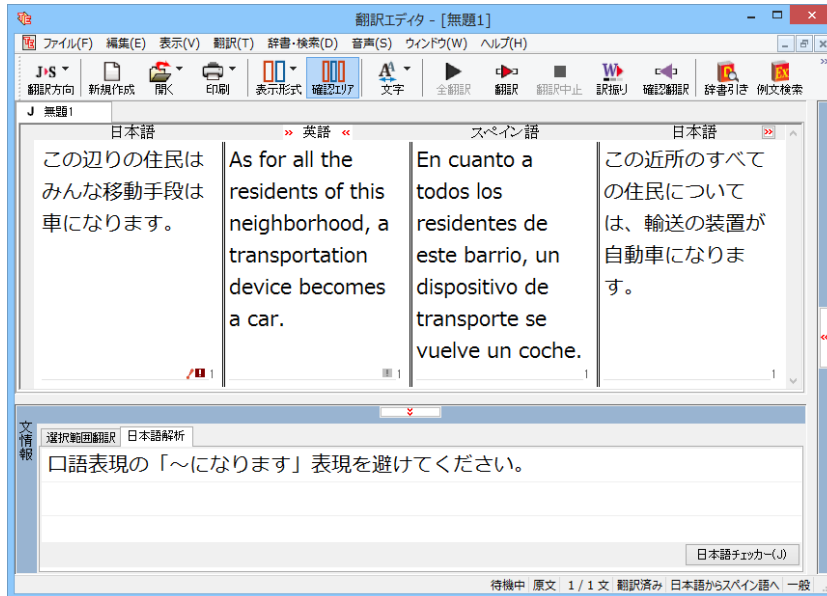 翻訳エディタ - [無題1]
ファイル(F) 編集(E) 表示(V) 翻訳(T) 辞書・検索(D) 音声(S) ウィンドウ(W) ヘルプ(H)
J▸S
翻訳方向 新規作成 開く 印刷 表示形式 確認エリア 文字 全翻訳 翻訳 翻訳中止 訳振り 確認翻訳 辞書引き 例文検索
J 無題1
日本語 » 英語 « スペイン語 日本語 »
この辺りの住民は
みんな移動手段は
車になります。
1
As for all the
residents of this
neighborhood, a
transportation
device becomes
a car.
1
En cuanto a
todos los
residentes de
este barrio, un
dispositivo de
transporte se
vuelve un coche.
1
この近所のすべて
の住民について
は、輸送の装置が
自動車になりま
す。
1
文情報
選択範囲翻訳 日本語解析
口語表現の「～になります」表現を避けてください。
日本語チェッカー(J)
待機中 原文 1 / 1 文 翻訳済み 日本語からスペイン語へ 一般